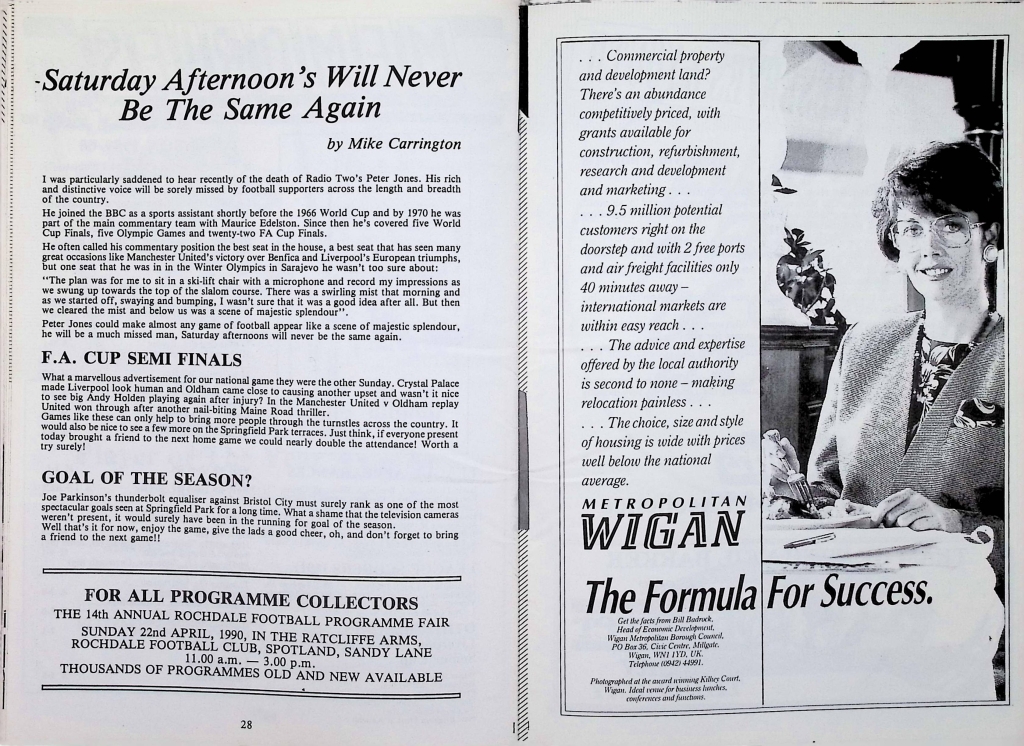 Saturday Afternoon's Will Never
Be The Same Again
by Mike Carrington
I was particularly saddened to hear recently of the death of Radio Two's Peter Jones. His rich
and distinctive voice will be sorely missed by football supporters across the length and breadth
of the country.
He joined the BBC as a sports assistant shortly before the 1966 World Cup and by 1970 he was
part of the main commentary team with Maurice Edelston. Since then he's covered five World
Cup Finals, five Olympic Games and twenty-two FA Cup Finals.
He often called his commentary position the best seat in the house, a best seat that has seen many
great occasions like Manchester United's victory over Benfica and Liverpool's European triumphs,
but one seat that he was in in the Winter Olympics in Sarajevo he wasn't too sure about:
"The plan was for me to sit in a ski-lift chair with a microphone and record my impressions as
we swung up towards the top of the slalom course. There was a swirling mist that morning and
as we started off, swaying and bumping, I wasn't sure that it was a good idea after all. But then
we cleared the mist and below us was a scene of majestic splendour".
Peter Jones could make almost any game of football appear like a scene of majestic splendour,
he will be a much missed man, Saturday afternoons will never be the same again.
F.A. CUP SEMI FINALS
What a marvellous advertisement for our national game they were the other Sunday. Crystal Palace
made Liverpool look human and Oldham came close to causing another upset and wasn't it nice
to see big Andy Holden playing again after injury? In the Manchester United v Oldham replay
United won through after another nail-biting Maine Road thriller.
Games like these can only help to bring more people through the turnstles across the country. It
would also be nice to see a few more on the Springfield Park terraces. Just think, if everyone present
today brought a friend to the next home game we could nearly double the attendance! Worth a
try surely!
GOAL OF THE SEASON?
Joe Parkinson's thunderbolt equaliser against Bristol City must surely rank as one of the most
spectacular goals seen at Springfield Park for a long time. What a shame that the television cameras
weren't present, it would surely have been in the running for goal of the season.
Well that's it for now, enjoy the game, give the lads a good cheer, oh, and don't forget to bring
a friend to the next game!!
FOR ALL PROGRAMME COLLECTORS
THE 14th ANNUAL ROCHDALE FOOTBALL PROGRAMME FAIR
SUNDAY 22nd APRIL, 1990, IN THE RATCLIFFE ARMS,
ROCHDALE FOOTBALL CLUB, SPOTLAND, SANDY LANE
11.00 a.m. — 3.00 p.m.
THOUSANDS OF PROGRAMMES OLD AND NEW AVAILABLE
28
. . . Commercial property
and development land?
There's an abundance
competitively priced, with
grants available for
construction, refurbishment,
research and development
and marketing . . .
. . . 9.5 million potential
customers right on the
doorstep and with 2 free ports
and air freight facilities only
40 minutes away –
international markets are
within easy reach . . .
. . . The advice and expertise
offered by the local authority
is second to none – making
relocation painless . . .
. . . The choice, size and style
of housing is wide with prices
well below the national
average.
METROPOLITAN
WIGAN
The Formula For Success.
Get the facts from Bill Badrock,
Head of Economic Development,
Wigan Metropolitan Borough Council,
PO Box 36, Civic Centre, Millgate,
Wigan, WN1 1YD, UK.
Telephone (0942) 44991.
Photographed at the award winning Kilhey Court,
Wigan. Ideal venue for business lunches,
conferences and functions.